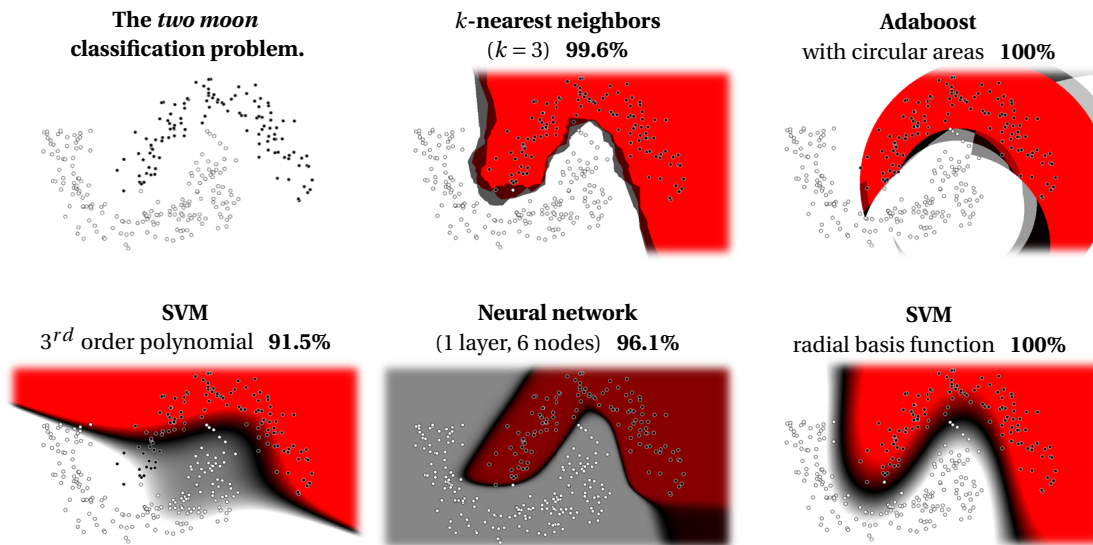 The two moon
classification problem.
k-nearest neighbors
(k = 3) 99.6%
Adaboost
with circular areas 100%
SVM
3rd order polynomial 91.5%
Neural network
(1 layer, 6 nodes) 96.1%
SVM
radial basis function 100%